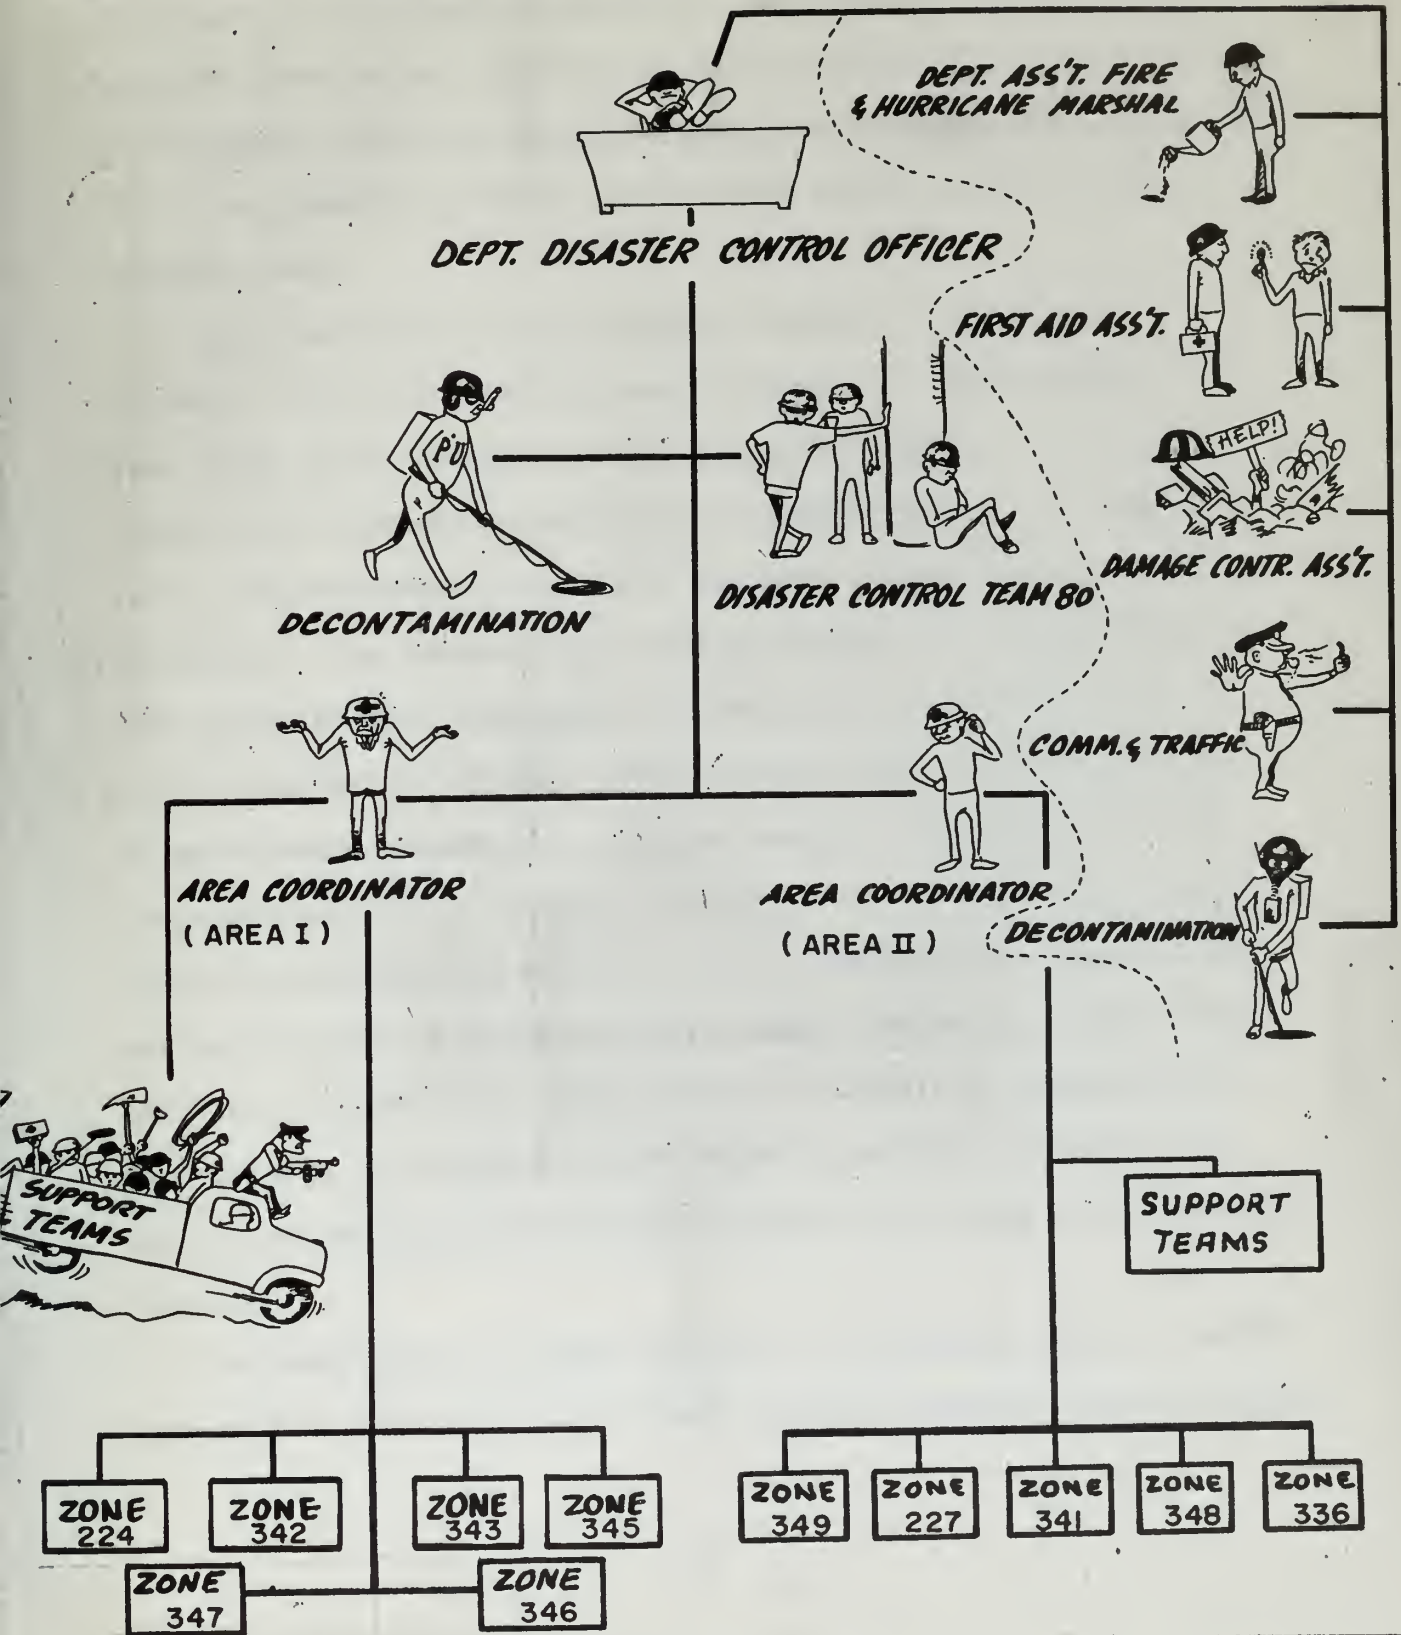 DEPT. ASS'T. FIRE
& HURRICANE MARSHAL
DEPT. DISASTER CONTROL OFFICER
FIRST AID ASS'T.
HELP!
P'U
DAMAGE CONTR. ASS'T.
DISASTER CONTROL TEAM 80
DECONTAMINATION
COMM. & TRAFFIC
AREA COORDINATOR
(AREA I)
AREA COORDINATOR
(AREA II)
DECONTAMINATION
SUPPORT
TEAMS
SUPPORT
TEAMS
ZONE
224
ZONE
342
ZONE
343
ZONE
345
ZONE
347
ZONE
346
ZONE
349
ZONE
227
ZONE
341
ZONE
348
ZONE
336